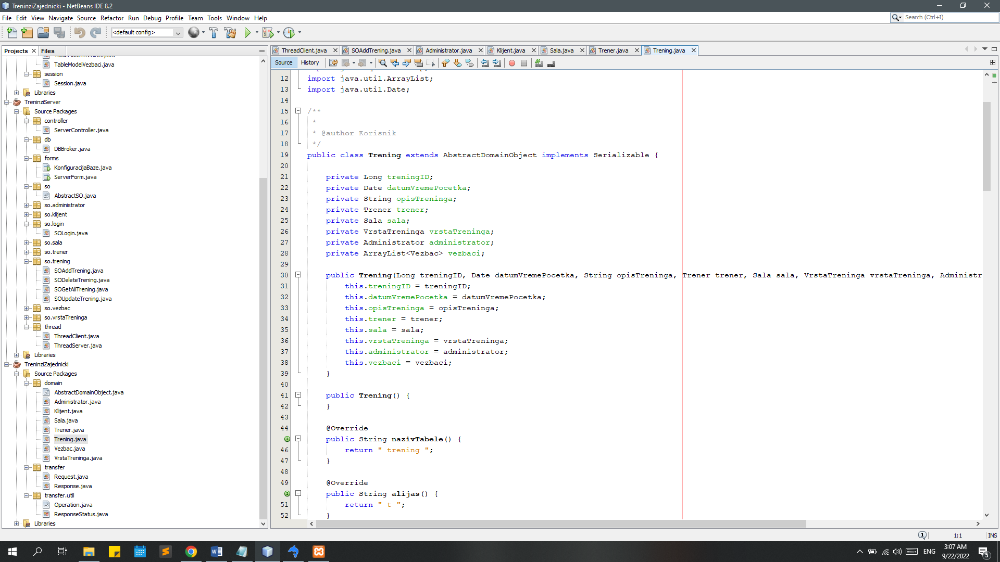 TreninziZajednicki - NetBeans IDE 8.2
File Edit View Navigate Source Refactor Run Debug Profile Team Tools Window Help
Search (Ctrl+I)
<default config>
Projects Files
TableModelVezbaci.java
session
Session.java
Libraries
TreninziServer
Source Packages
controller
ServerController.java
db
DBBroker.java
forms
KonfiguracijaBaze.java
ServerForm.java
so
AbstractSO.java
so.administrator
so.klijent
so.login
SOLogin.java
so.sala
so.trener
so.trening
SOAddTrening.java
SODeleteTrening.java
SOGetAllTrening.java
SOUpdateTrening.java
so.vezbac
so.vrstaTreninga
thread
ThreadClient.java
ThreadServer.java
Libraries
TreninziZajednicki
Source Packages
domain
AbstractDomainObject.java
Administrator.java
Klijent.java
Sala.java
Trener.java
Trening.java
Vezbac.java
VrstaTreninga.java
transfer
Request.java
Response.java
transfer.util
Operation.java
ResponseStatus.java
Libraries
ThreadClient.java SOAddTrening.java Administrator.java Klijent.java Sala.java Trener.java Trening.java
Source History
12 import java.util.ArrayList;
13 import java.util.Date;
14
15 /**
16 *
17 * @author Korisnik
18 */
19 public class Trening extends AbstractDomainObject implements Serializable {
20
21 private Long treningID;
22 private Date datumVremePocetka;
23 private String opisTreninga;
24 private Trener trener;
25 private Sala sala;
26 private VrstaTreninga vrstaTreninga;
27 private Administrator administrator;
28 private ArrayList<Vezbac> vezbaci;
29
30 public Trening(Long treningID, Date datumVremePocetka, String opisTreninga, Trener trener, Sala sala, VrstaTreninga vrstaTreninga, Administr
31 this.treningID = treningID;
32 this.datumVremePocetka = datumVremePocetka;
33 this.opisTreninga = opisTreninga;
34 this.trener = trener;
35 this.sala = sala;
36 this.vrstaTreninga = vrstaTreninga;
37 this.administrator = administrator;
38 this.vezbaci = vezbaci;
39 }
40
41 public Trening() {
42 }
43
44 @Override
public String nazivTabele() {
46 return " trening ";
47 }
48
49 @Override
public String alijas() {
51 return " t ";
52 }
1 1:1 INS
ENG
3:07 AM
9/22/2022
5